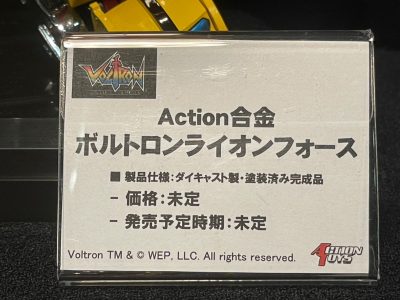 VOLTRON
Action合金
ボルトロンライオンフォース
■ 製品仕様：ダイキャスト製・塗装済み完成品
- 価格：未定
- 発売予定時期：未定
Voltron TM & © WEP, LLC. All rights reserved.
ACTION
TOYS